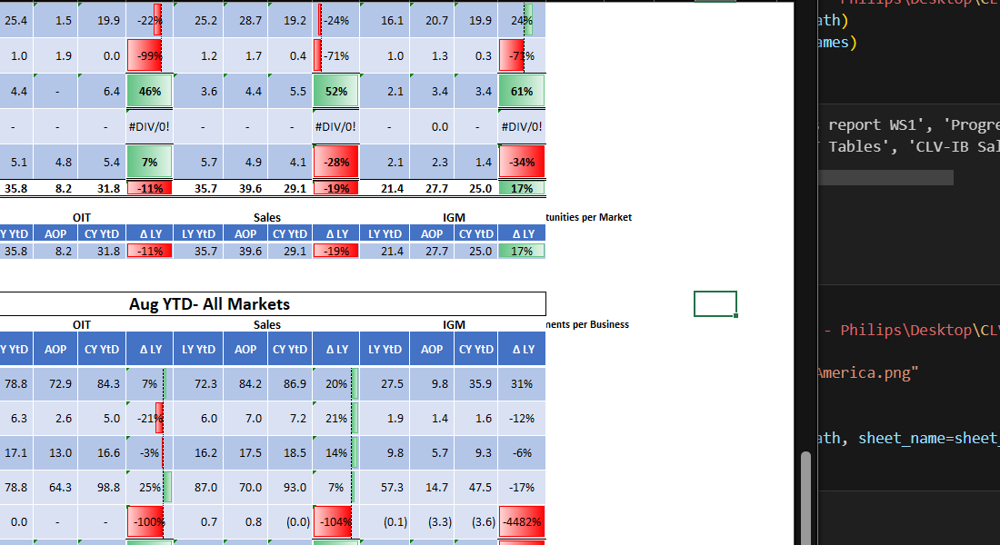 25.4 1.5 19.9 -22% 25.2 28.7 19.2 -24% 16.1 20.7 19.9 24%
1.0 1.9 0.0 -99% 1.2 1.7 0.4 -71% 1.0 1.3 0.3 %
4.4 - 6.4 46% 3.6 4.4 5.5 52% 2.1 3.4 3.4 61%
- - - #DIV/0! - - - #DIV/0! - 0.0 - #DIV/0!
5.1 4.8 5.4 7% 5.7 4.9 4.1 -28% 2.1 2.3 1.4 -34%
35.8 8.2 31.8 -11% 35.7 39.6 29.1 -19% 21.4 27.7 25.0 17%
OIT Sales IGM tunities per Market
Y YtD AOP CY YtD Δ LY LY YtD AOP CY YtD Δ LY LY YtD AOP CY YtD Δ LY
35.8 8.2 31.8 -11% 35.7 39.6 29.1 -19% 21.4 27.7 25.0 17%
Aug YTD- All Markets
OIT Sales IGM ments per Business
Y YtD AOP CY YtD Δ LY LY YtD AOP CY YtD Δ LY LY YtD AOP CY YtD Δ LY
78.8 72.9 84.3 7% 72.3 84.2 86.9 20% 27.5 9.8 35.9 31%
6.3 2.6 5.0 -21% 6.0 7.0 7.2 21% 1.9 1.4 1.6 -12%
17.1 13.0 16.6 -3% 16.2 17.5 18.5 14% 9.8 5.7 9.3 -6%
78.8 64.3 98.8 25% 87.0 70.0 93.0 7% 57.3 14.7 47.5 -17%
0.0 - - -100% 0.7 0.8 (0.0) -104% (0.1) (3.3) (3.6) -4482%
Philips\Desktop\
ath)
ames)
report WS1', 'Progre
Tables', 'CLV-IB Sal
- Philips\Desktop\CLV
America.png"
ath, sheet_name=sheet_